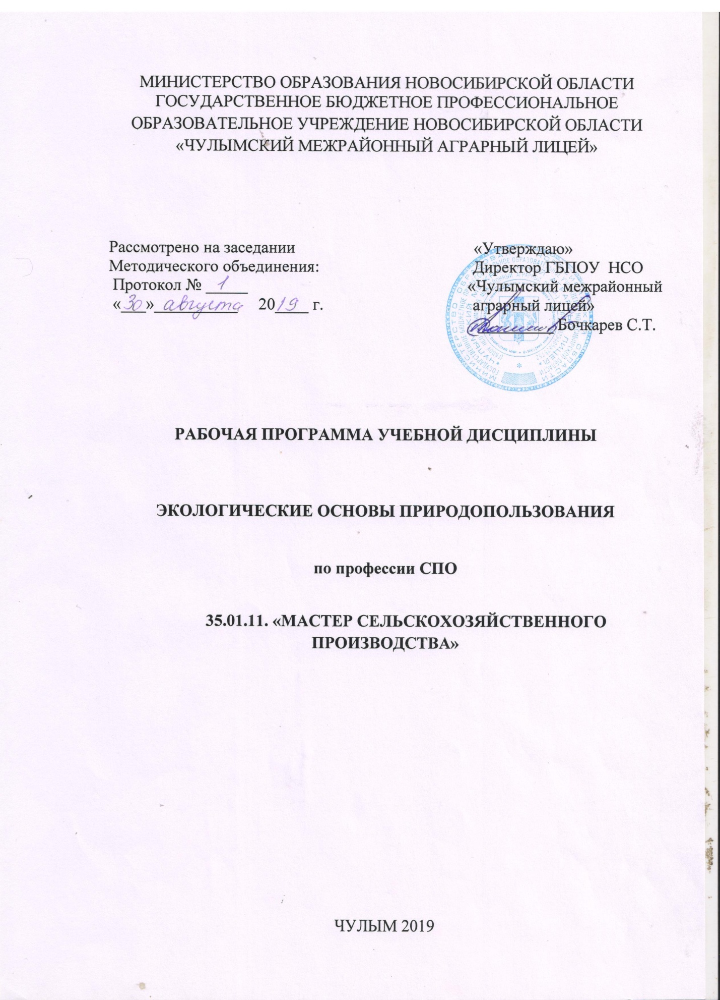 МИНИСТЕРСТВО ОБРАЗОВАНИЯ НОВОСИБИРСКОЙ ОБЛАСТИ
ГОСУДАРСТВЕННОЕ БЮДЖЕТНОЕ ПРОФЕССИОНАЛЬНОЕ
ОБРАЗОВАТЕЛЬНОЕ УЧРЕЖДЕНИЕ НОВОСИБИРСКОЙ ОБЛАСТИ
«ЧУЛЫМСКИЙ МЕЖРАЙОННЫЙ АГРАРНЫЙ ЛИЦЕЙ»
Рассмотрено на заседании
Методического объединения:
Протокол № 1
«30» августа 2019 г.
«Утверждаю»
Директор ГБПОУ НСО
«Чулымский межрайонный
аграрный лицей»
Бочкарев С.Т.
РАБОЧАЯ ПРОГРАММА УЧЕБНОЙ ДИСЦИПЛИНЫ
ЭКОЛОГИЧЕСКИЕ ОСНОВЫ ПРИРОДОПОЛЬЗОВАНИЯ
по профессии СПО
35.01.11. «МАСТЕР СЕЛЬСКОХОЗЯЙСТВЕННОГО
ПРОИЗВОДСТВА»
ЧУЛЫМ 2019